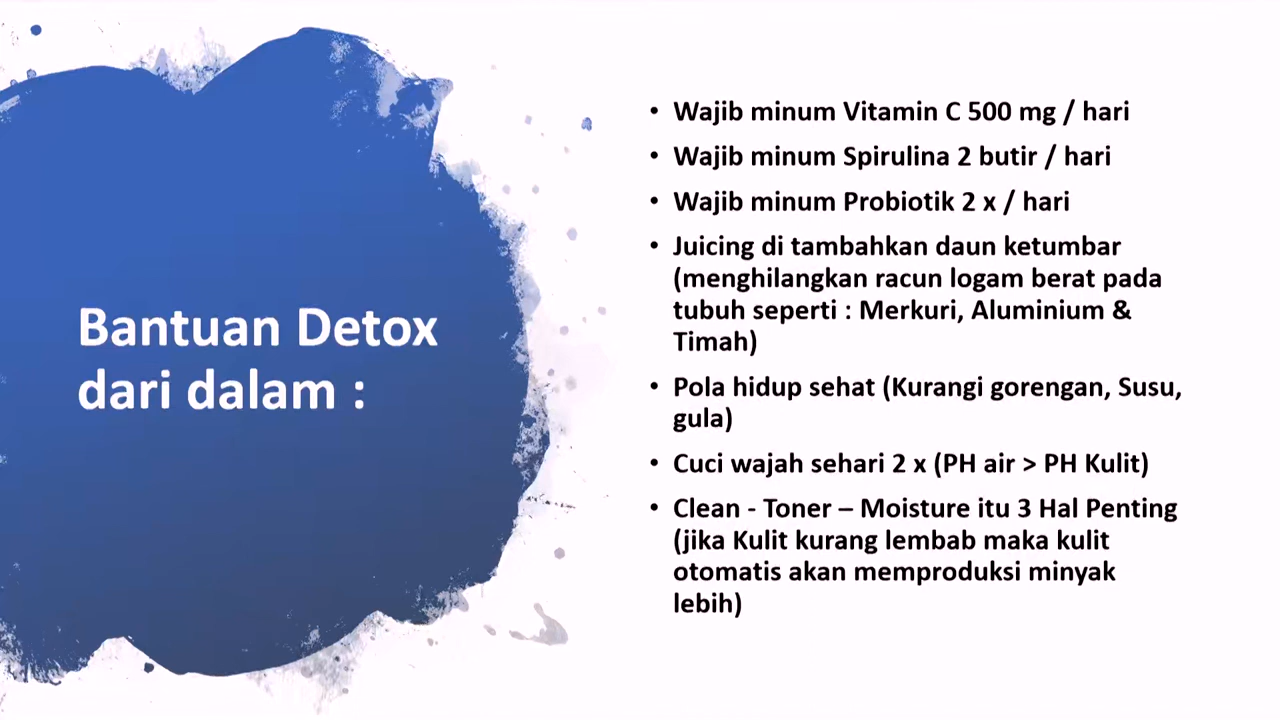 Bantuan Detox
dari dalam :
• Wajib minum Vitamin C 500 mg / hari
• Wajib minum Spirulina 2 butir / hari
• Wajib minum Probiotik 2 x / hari
• Juicing di tambahkan daun ketumbar
(menghilangkan racun logam berat pada
tubuh seperti : Merkuri, Aluminium &
Timah)
• Pola hidup sehat (Kurangi gorengan, Susu,
gula)
• Cuci wajah sehari 2 x (PH air > PH Kulit)
• Clean - Toner – Moisture itu 3 Hal Penting
(jika Kulit kurang lembab maka kulit
otomatis akan memproduksi minyak
lebih)